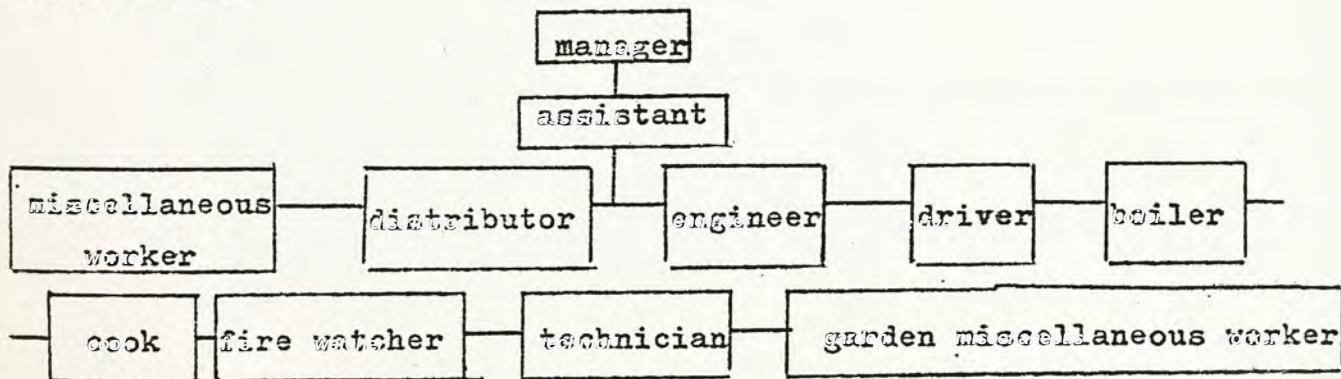 manager
assistant
miscellaneous
worker
distributor
engineer
driver
boiler
cook
fire watcher
technician
garden miscellaneous worker